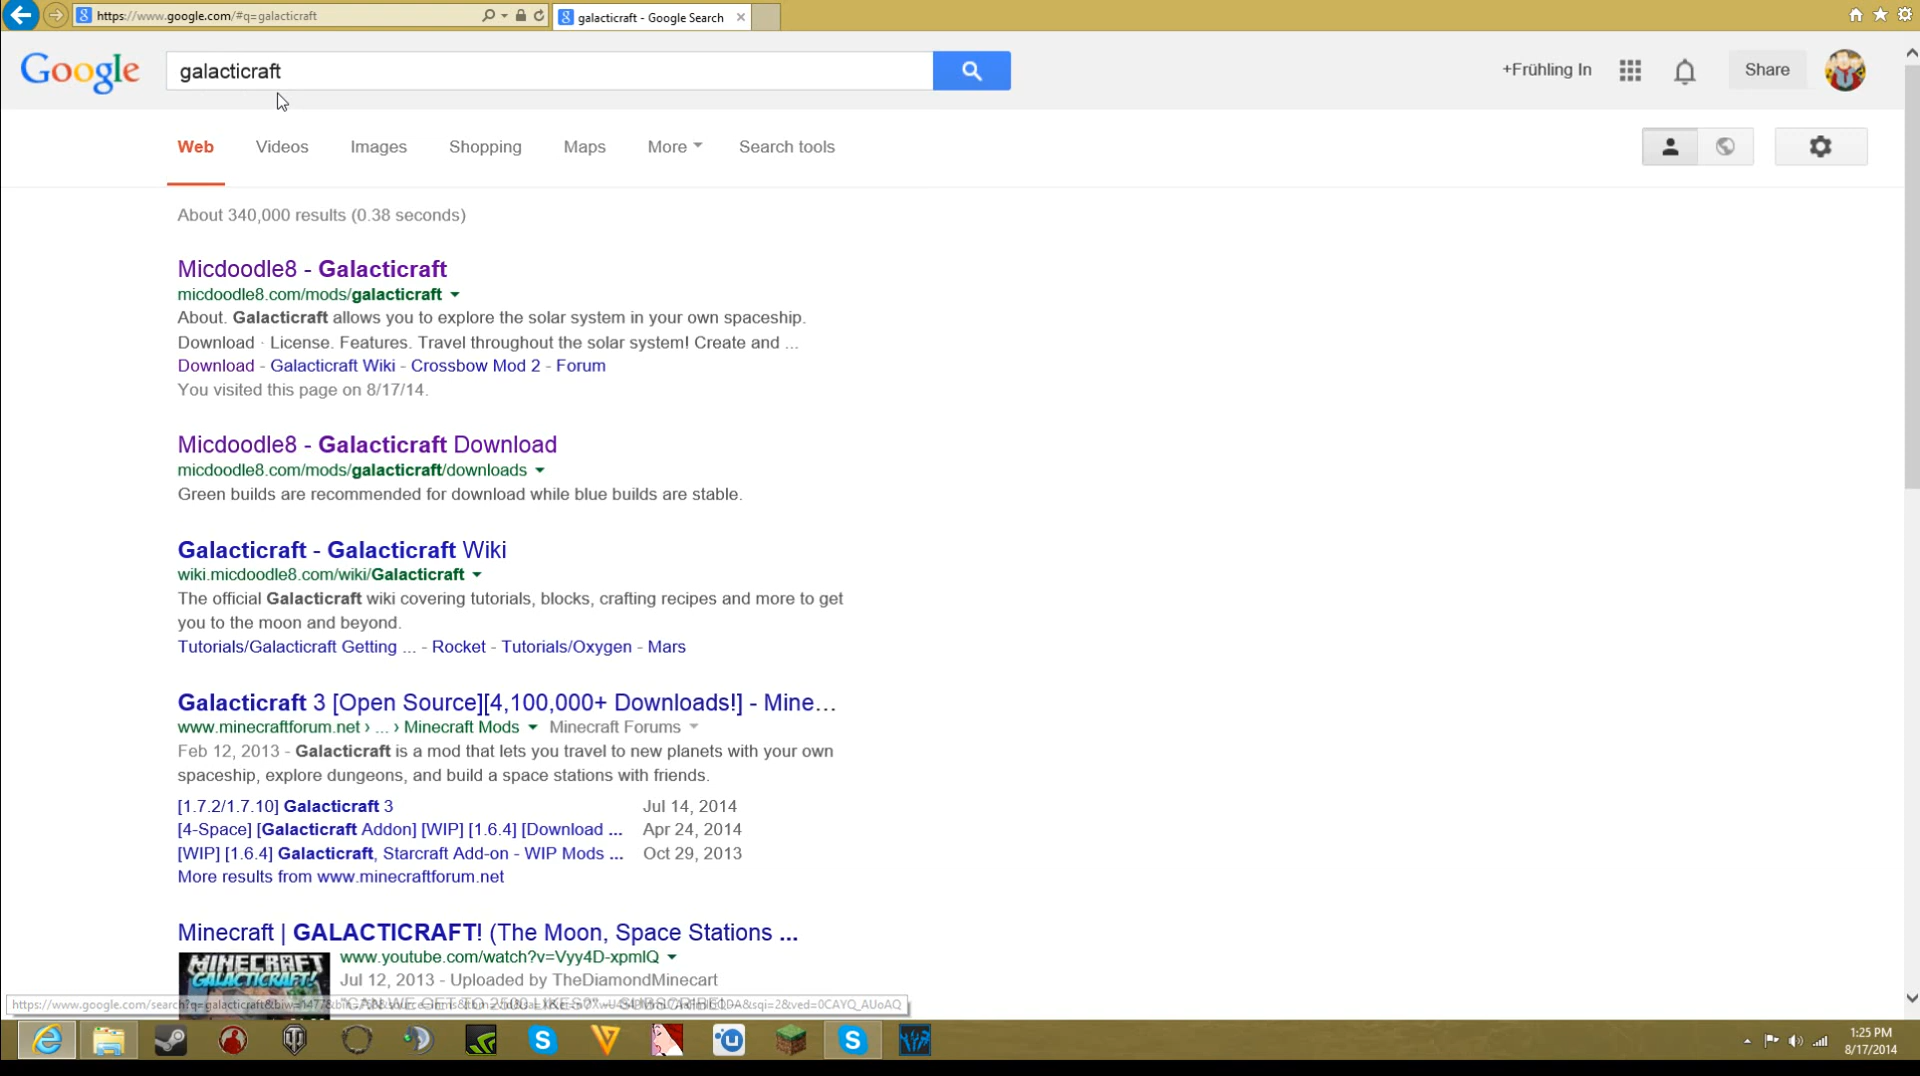 https://www.google.com/#q=galacticraft
galacticraft - Google Search
Google
galacticraft
+Frühling In
Share
Web
Videos
Images
Shopping
Maps
More
Search tools
About 340,000 results (0.38 seconds)
Micdoodle8 - Galacticraft
micdoodle8.com/mods/galacticraft
About. Galacticraft allows you to explore the solar system in your own spaceship.
Download · License. Features. Travel throughout the solar system! Create and ...
Download - Galacticraft Wiki - Crossbow Mod 2 - Forum
You visited this page on 8/17/14.
Micdoodle8 - Galacticraft Download
micdoodle8.com/mods/galacticraft/downloads
Green builds are recommended for download while blue builds are stable.
Galacticraft - Galacticraft Wiki
wiki.micdoodle8.com/wiki/Galacticraft
The official Galacticraft wiki covering tutorials, blocks, crafting recipes and more to get
you to the moon and beyond.
Tutorials/Galacticraft Getting ... - Rocket - Tutorials/Oxygen - Mars
Galacticraft 3 [Open Source][4,100,000+ Downloads!] - Mine...
www.minecraftforum.net › ... › Minecraft Mods Minecraft Forums
Feb 12, 2013 - Galacticraft is a mod that lets you travel to new planets with your own
spaceship, explore dungeons, and build a space stations with friends.
[1.7.2/1.7.10] Galacticraft 3 Jul 14, 2014
[4-Space] [Galacticraft Addon] [WIP] [1.6.4] [Download ... Apr 24, 2014
[WIP] [1.6.4] Galacticraft, Starcraft Add-on - WIP Mods ... Oct 29, 2013
More results from www.minecraftforum.net
Minecraft | GALACTICRAFT! (The Moon, Space Stations ...
MINECRAFT
GALACTICRAFT!
www.youtube.com/watch?v=Vyy4D-xpmlQ
Jul 12, 2013 - Uploaded by TheDiamondMinecart
"CAN WE GET TO 2500 LIKES?"
1:25 PM
8/17/2014